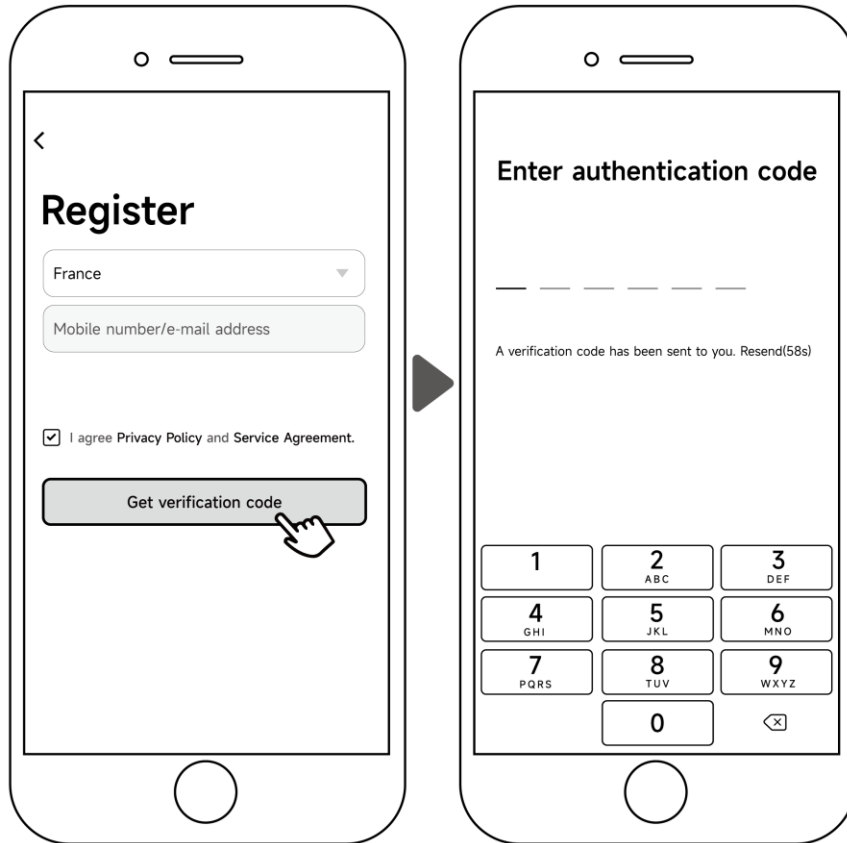 Register
France
Mobile number/e-mail address
I agree Privacy Policy and Service Agreement.
Get verification code
Enter authentication code
A verification code has been sent to you. Resend(58s)
1
2
ABC
3
DEF
4
GHI
5
JKL
6
MNO
7
PQRS
8
TUV
9
WXYZ
0